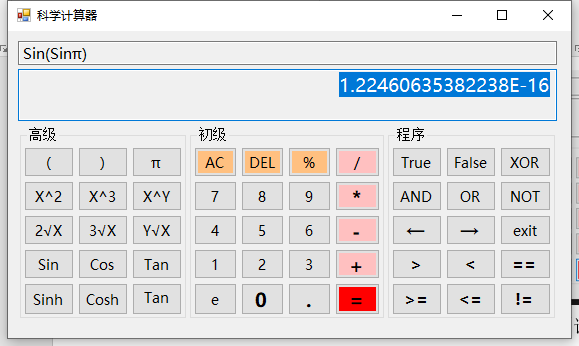 科学计算器
Sin(Sinπ)
1.22460635382238E-16
高级 初级 程序
( ) π AC DEL % / True False XOR
X^2 X^3 X^Y 7 8 9 * AND OR NOT
2√X 3√X Y√X 4 5 6 - ← → exit
Sin Cos Tan 1 2 3 + > < ==
Sinh Cosh Tan e 0 . = >= <= !=